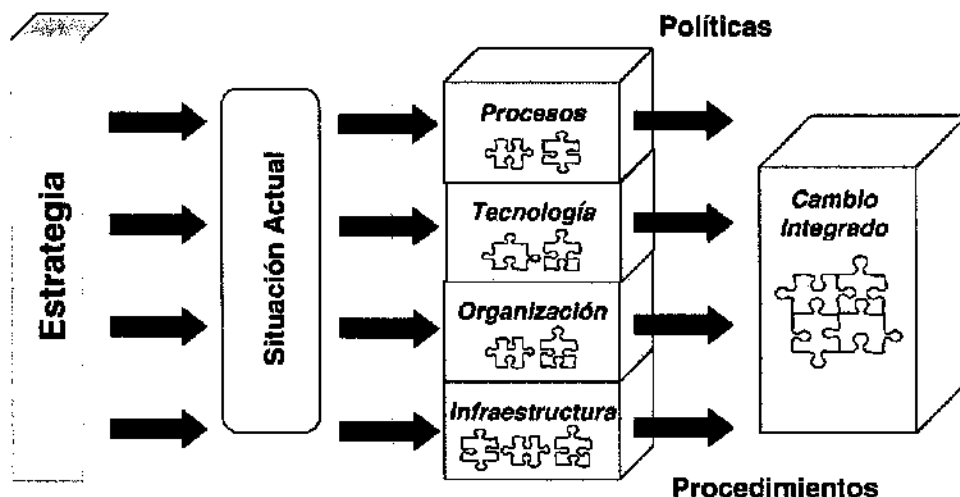 Políticas
Estrategia
Situación Actual
Procesos
Tecnología
Organización
Infraestructura
Cambio
Integrado
Procedimientos